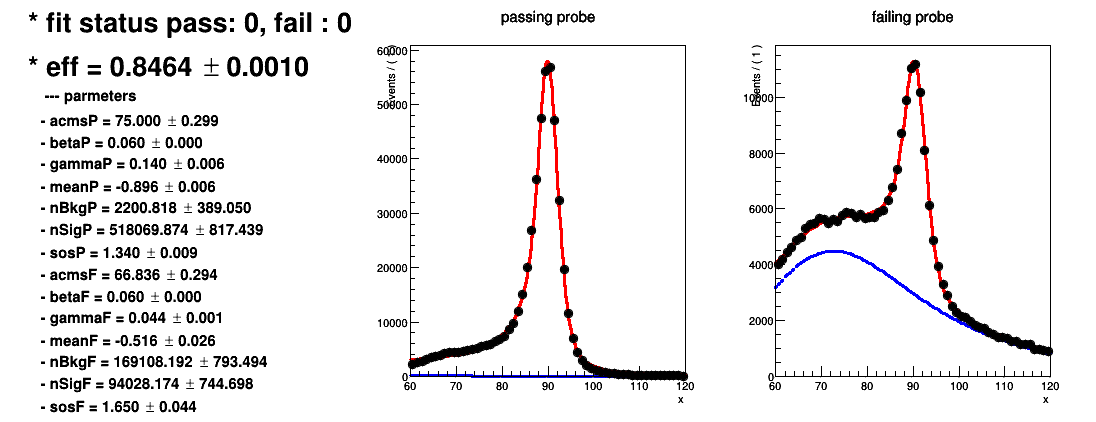 * fit status pass: 0, fail : 0
* eff = 0.8464 ± 0.0010
--- parmeters
- acmsP = 75.000 ± 0.299
- betaP = 0.060 ± 0.000
- gammaP = 0.140 ± 0.006
- meanP = -0.896 ± 0.006
- nBkgP = 2200.818 ± 389.050
- nSigP = 518069.874 ± 817.439
- sosP = 1.340 ± 0.009
- acmsF = 66.836 ± 0.294
- betaF = 0.060 ± 0.000
- gammaF = 0.044 ± 0.001
- meanF = -0.516 ± 0.026
- nBkgF = 169108.192 ± 793.494
- nSigF = 94028.174 ± 744.698
- sosF = 1.650 ± 0.044
passing probe
Events / ( 1 )
60000
50000
40000
30000
20000
10000
0
60 70 80 90 100 110 120
x
failing probe
Events / ( 1 )
10000
8000
6000
4000
2000
0
60 70 80 90 100 110 120
x